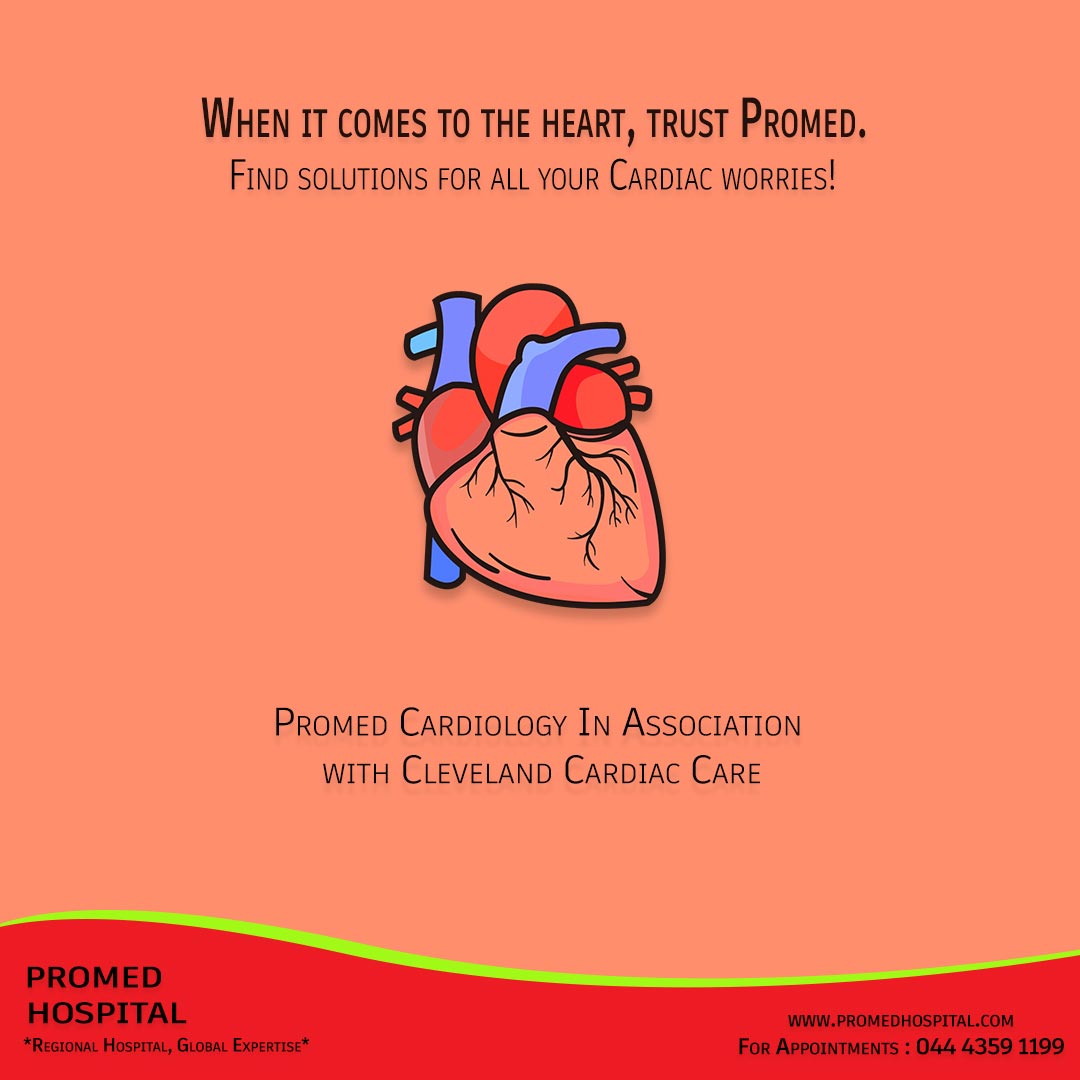 When it comes to the heart, trust Promed.
Find solutions for all your Cardiac worries!
Promed Cardiology In Association
with Cleveland Cardiac Care
PROMED
HOSPITAL
*Regional Hospital, Global Expertise*
www.promedhospital.com
For Appointments : 044 4359 1199